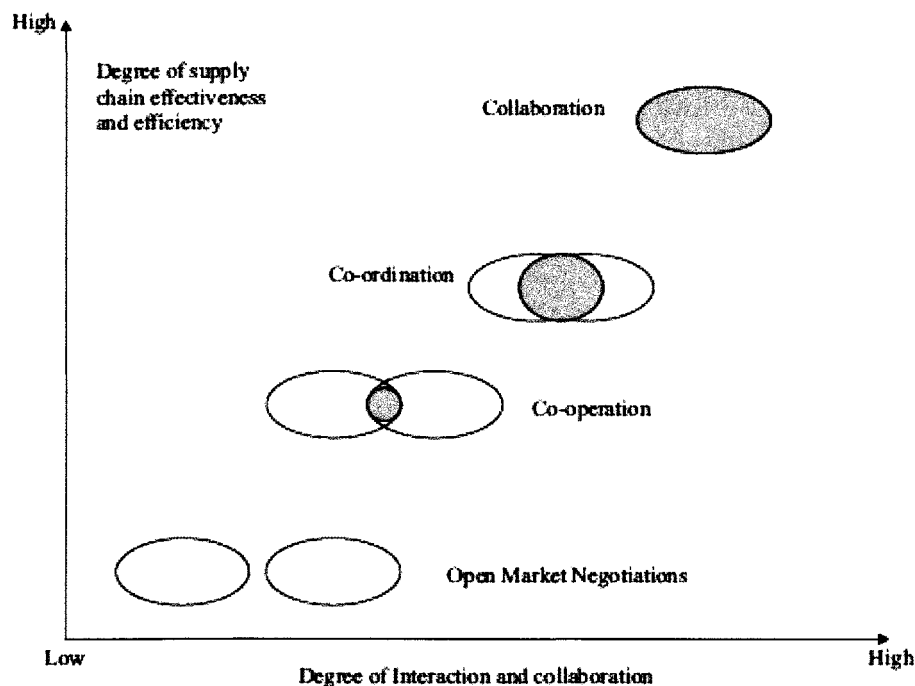 High
Degree of supply
chain effectiveness
and efficiency
Collaboration
Co-ordination
Co-operation
Open Market Negotiations
Low
High
Degree of Interaction and collaboration